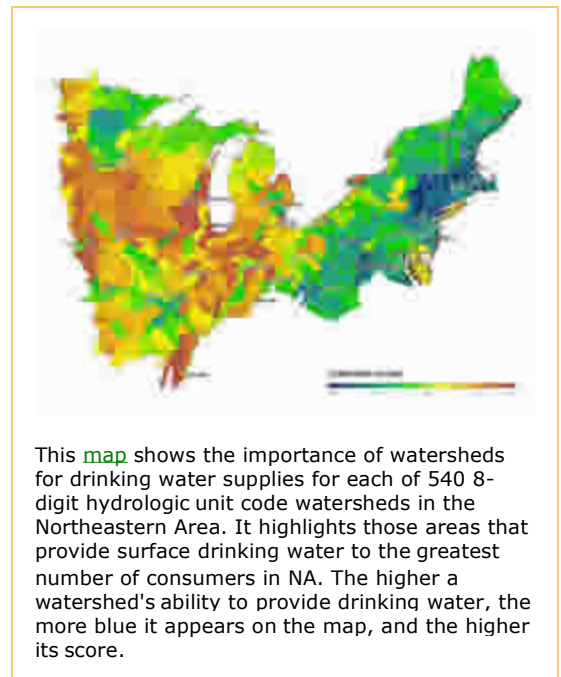 This map shows the importance of watersheds
for drinking water supplies for each of 540 8-
digit hydrologic unit code watersheds in the
Northeastern Area. It highlights those areas that
provide surface drinking water to the greatest
number of consumers in NA. The higher a
watershed's ability to provide drinking water, the
more blue it appears on the map, and the higher
its score.